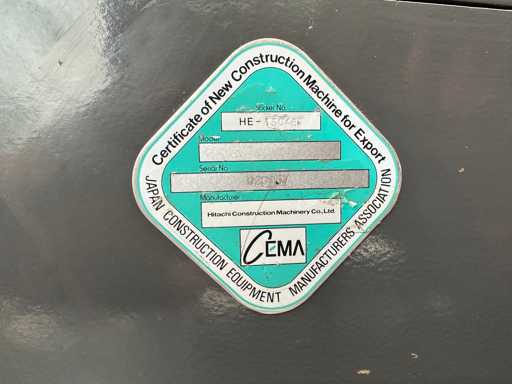 Certificate of New Construction Machine for Export
Sticker No.
HE-
Model
Serial No.
Manufacturer
Hitachi Construction Machinery Co., Ltd.
CEMA
JAPAN CONSTRUCTION EQUIPMENT MANUFACTURERS ASSOCIATION